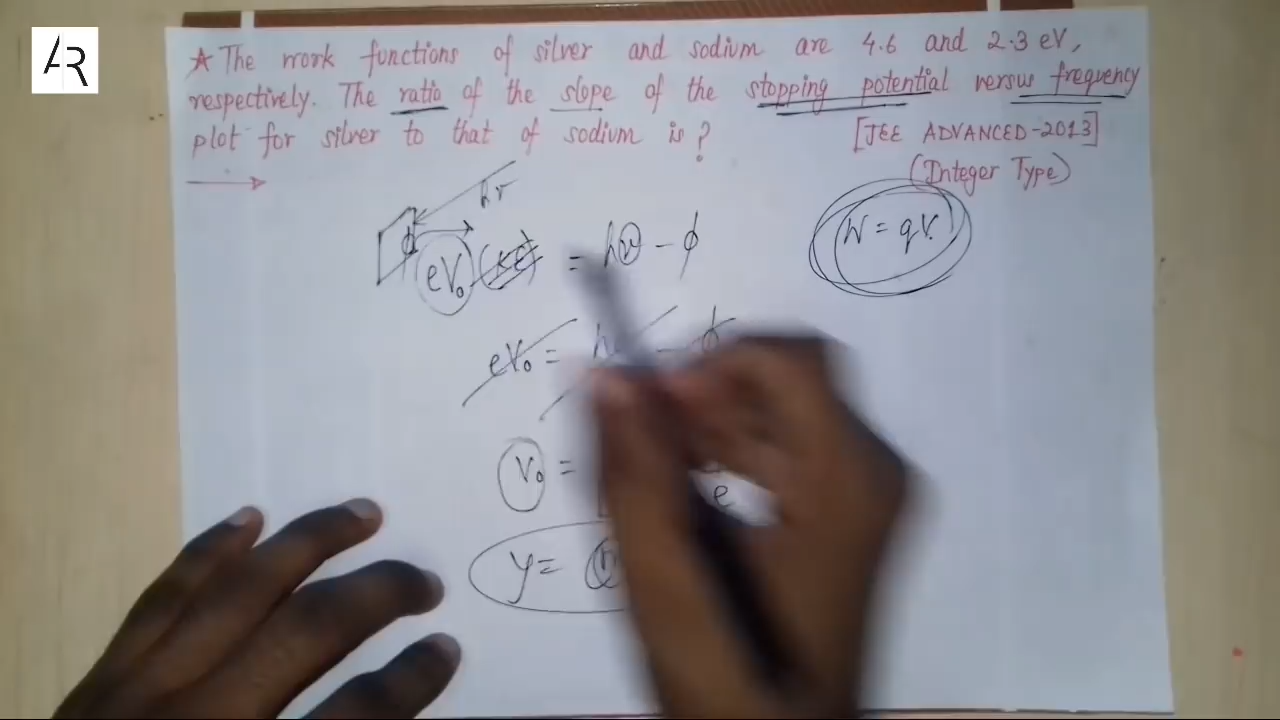 AR
★ The work functions of silver and sodium are 4.6 and 2.3 eV,
respectively. The ratio of the slope of the stopping potential versus frequency
plot for silver to that of sodium is?
[JEE ADVANCED-2013]
(Integer Type)
hν
ϕ
eV₀ (KE) = hν - ϕ
W = qV.
eV₀ = h - ϕ
V₀ = e
y =